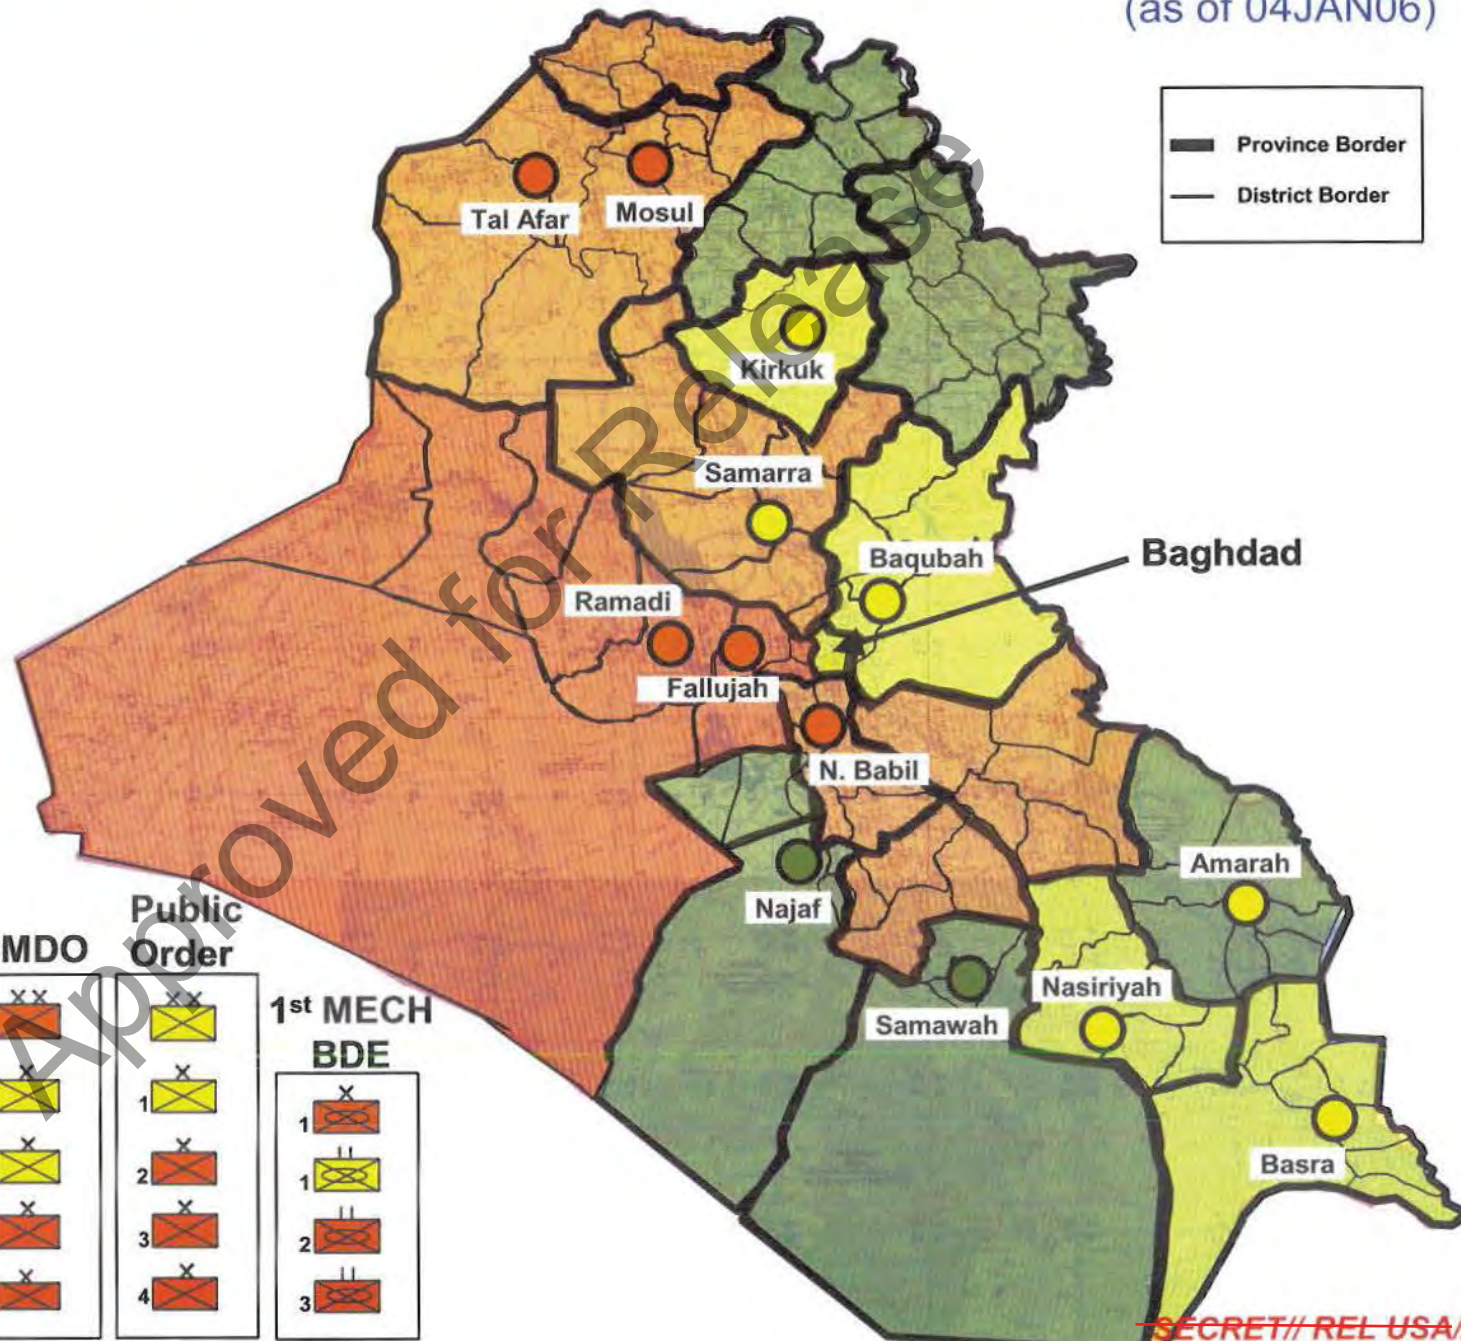 (as of 04JAN06)
Province Border
District Border
Tal Afar
Mosul
Kirkuk
Samarra
Baqubah
Baghdad
Ramadi
Fallujah
N. Babil
Najaf
Amarah
Samawah
Nasiriyah
Basra
Approved for Release
MDO
Public
Order
1
2
3
4
1st MECH
BDE
1
1
2
3
SECRET// REL USA/